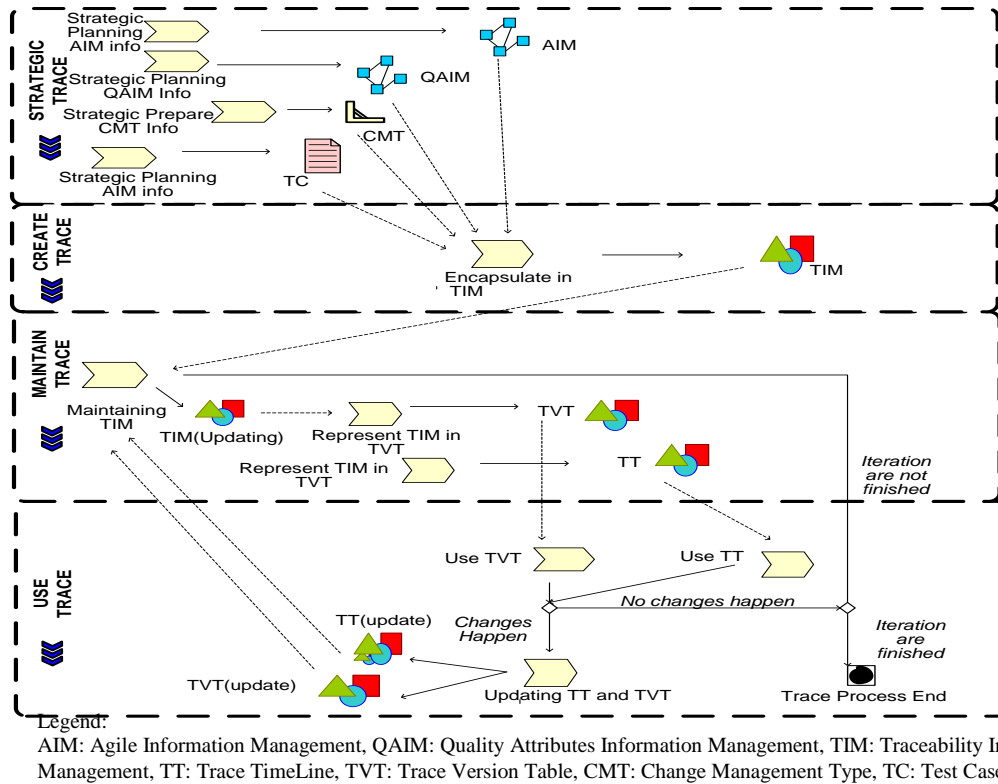 STRATEGIC
TRACE
Strategic
Planning
AIM info
AIM
Strategic Planning
QAIM Info
QAIM
Strategic Prepare
CMT Info
CMT
Strategic Planning
AIM info
TC
CREATE
TRACE
Encapsulate in
TIM
TIM
MAINTAIN
TRACE
Maintaining
TIM
TIM(Updating)
Represent TIM in
TVT
TVT
Represent TIM in
TVT
TT
Iteration
are not
finished
USE
TRACE
Use TVT
Use TT
No changes happen
Changes
Happen
TT(update)
Iteration
are
finished
TVT(update)
Updating TT and TVT
Trace Process End
Legend:
AIM: Agile Information Management, QAIM: Quality Attributes Information Management, TIM: Traceability In
Management, TT: Trace TimeLine, TVT: Trace Version Table, CMT: Change Management Type, TC: Test Case